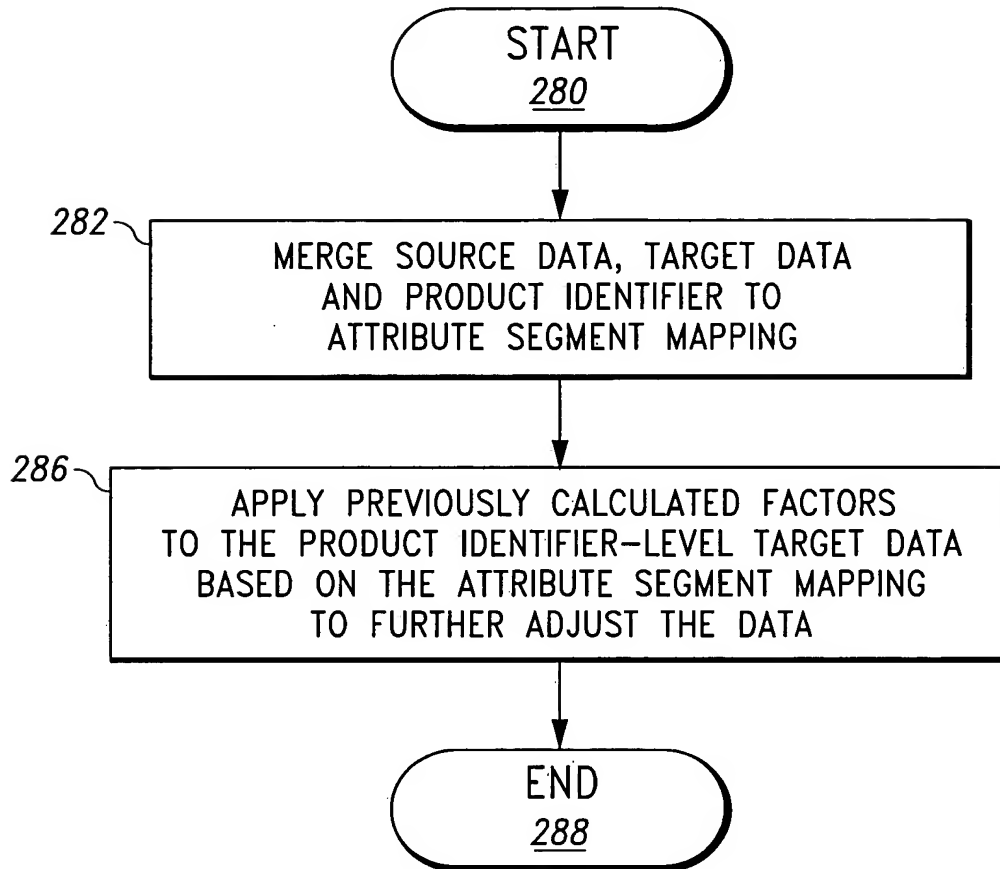 START
280
282
MERGE SOURCE DATA, TARGET DATA
AND PRODUCT IDENTIFIER TO
ATTRIBUTE SEGMENT MAPPING
286
APPLY PREVIOUSLY CALCULATED FACTORS
TO THE PRODUCT IDENTIFIER-LEVEL TARGET DATA
BASED ON THE ATTRIBUTE SEGMENT MAPPING
TO FURTHER ADJUST THE DATA
END
288